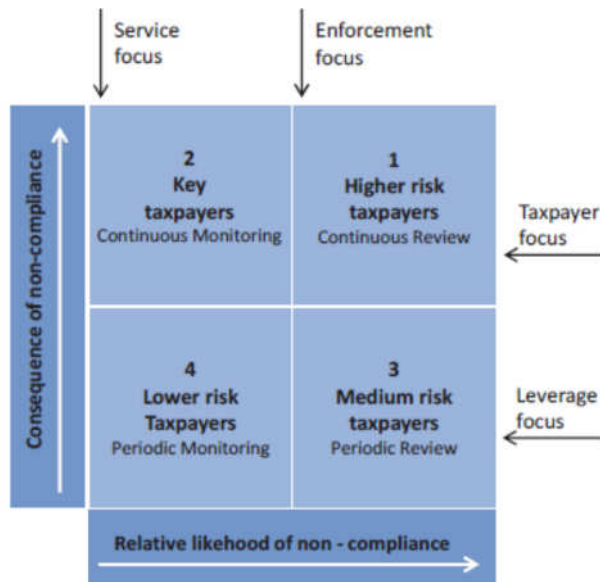 Service
focus
Enforcement
focus
2
Key
taxpayers
Continuous Monitoring
1
Higher risk
taxpayers
Continuous Review
Taxpayer
focus
Consequence of non-compliance
4
Lower risk
Taxpayers
Periodic Monitoring
3
Medium risk
taxpayers
Periodic Review
Leverage
focus
Relative likehood of non - compliance